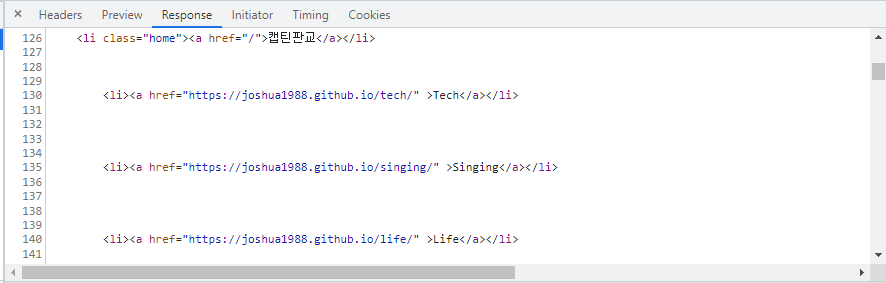 × Headers Preview Response Initiator Timing Cookies
126 <li class="home"><a href="/">캡틴판교</a></li>
127
128
129
130 <li><a href="https://joshua1988.github.io/tech/" >Tech</a></li>
131
132
133
134
135 <li><a href="https://joshua1988.github.io/singing/" >Singing</a></li>
136
137
138
139
140 <li><a href="https://joshua1988.github.io/life/" >Life</a></li>
141